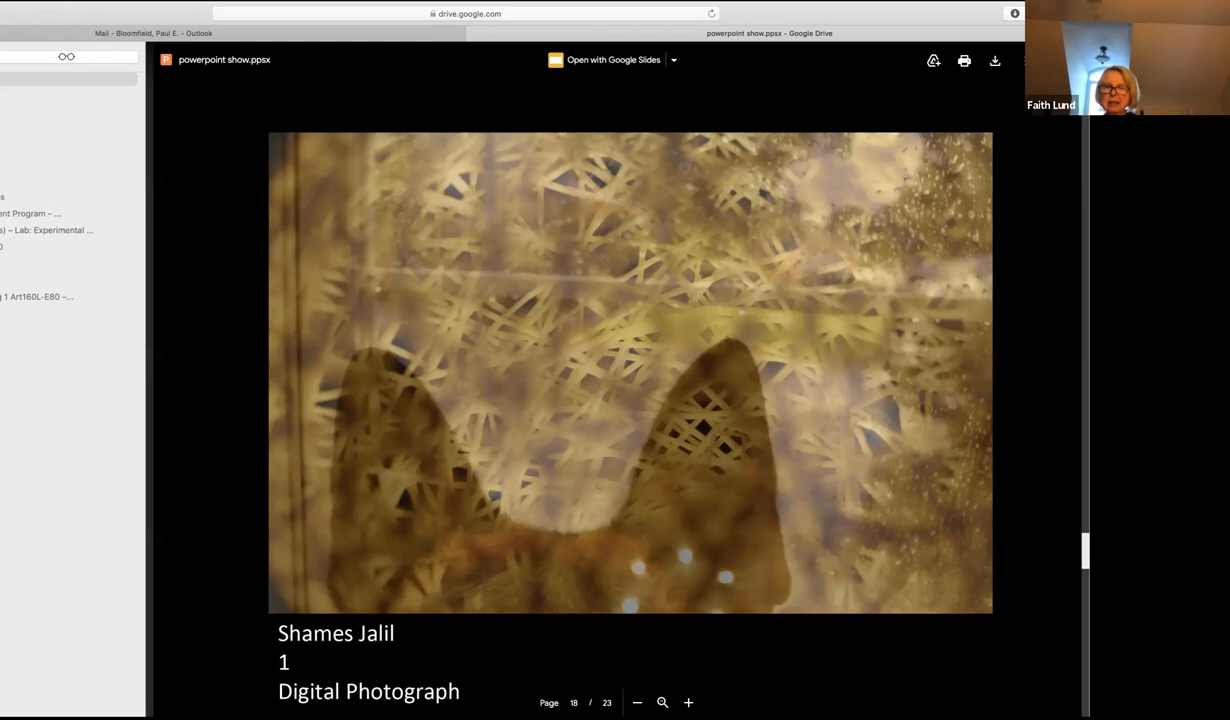 drive.google.com
Mail - Bloomfield, Paul E. - Outlook
powerpoint show.ppsx - Google Drive
P
powerpoint show.ppsx
Open with Google Slides
Faith Lund
s
ent Program – ...
s) – Lab: Experimental ...
0
g 1 Art160L-E80 –...
Shames Jalil
1
Digital Photograph
Page 18 / 23